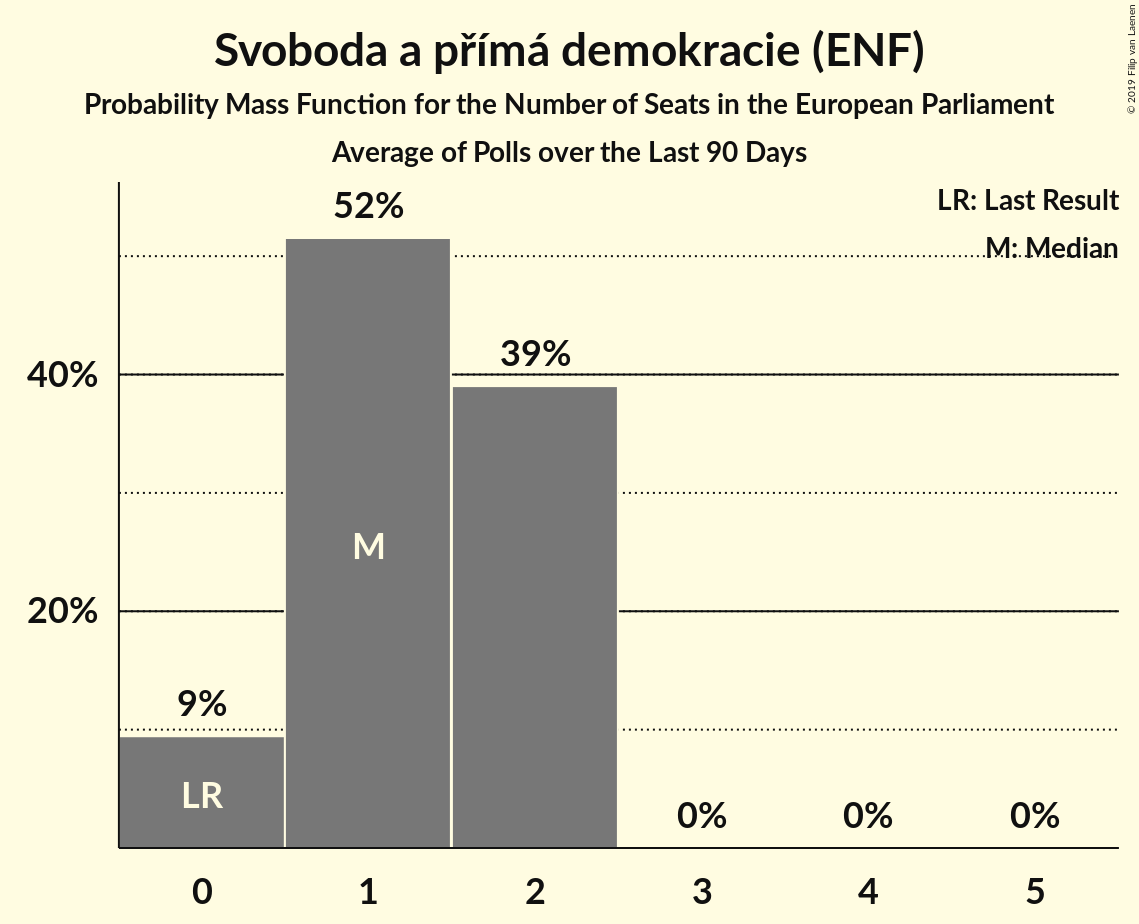 Svoboda a přímá demokracie (ENF)
Probability Mass Function for the Number of Seats in the European Parliament
Average of Polls over the Last 90 Days
© 2019 Filip van Laenen
LR: Last Result
M: Median
52%
39%
40%
M
20%
9%
LR
0% 0% 0%
0 1 2 3 4 5